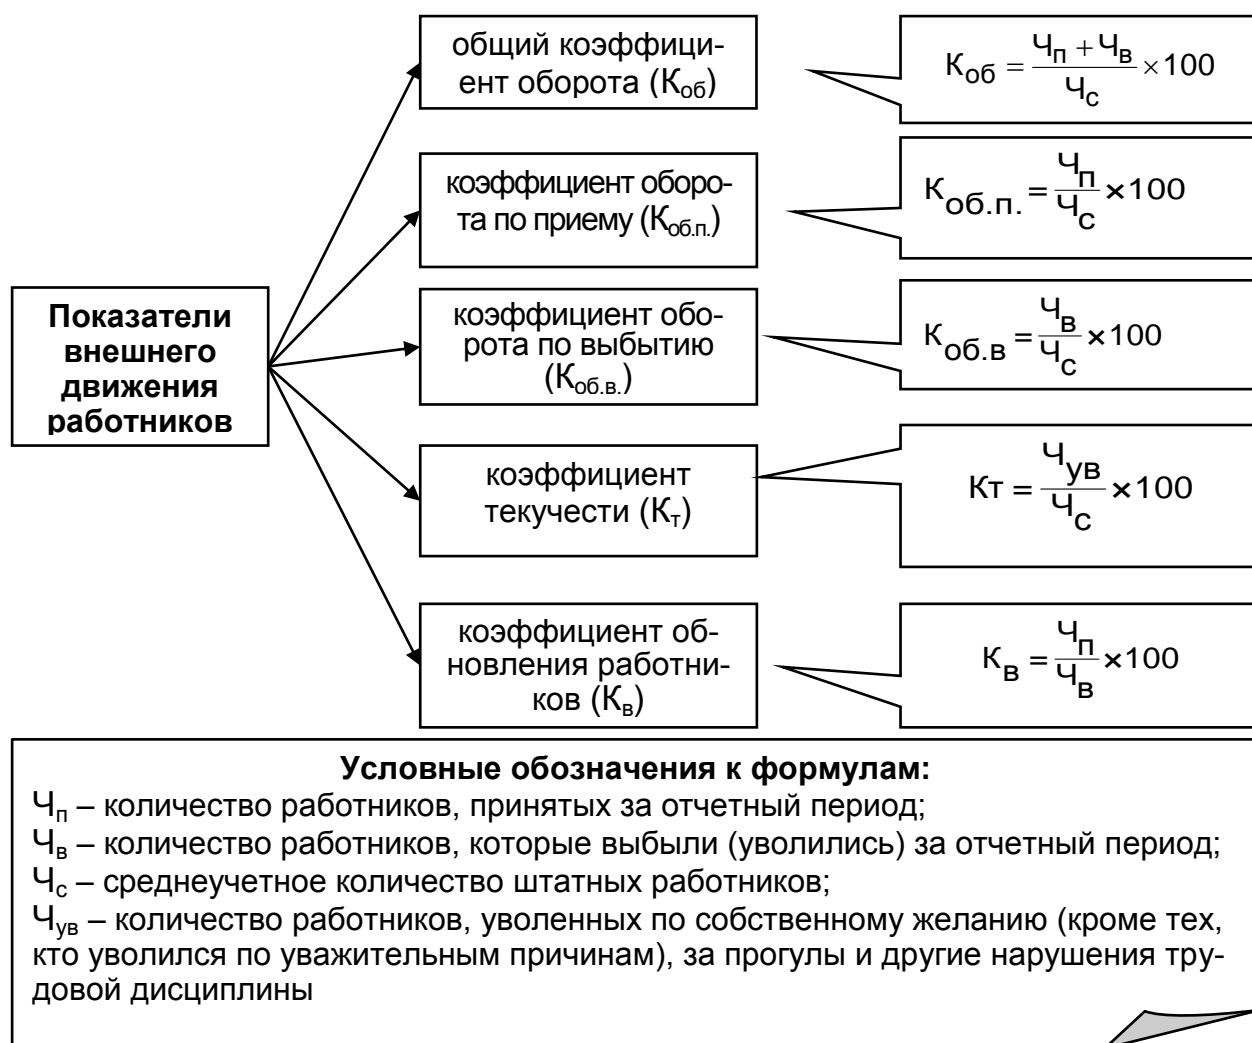 общий коэффици-
ент оборота (Коб)
Коб = Чп + Чв / Чс × 100
коэффициент оборо-
та по приему (Коб.п.)
Коб.п. = Чп / Чс × 100
Показатели
внешнего
движения
работников
коэффициент обо-
рота по выбытию
(Коб.в.)
Коб.в = Чв / Чс × 100
коэффициент
текучести (Кт)
Кт = Чув / Чс × 100
коэффициент об-
новления работни-
ков (Кв)
Кв = Чп / Чв × 100
Условные обозначения к формулам:
Чп – количество работников, принятых за отчетный период;
Чв – количество работников, которые выбыли (уволились) за отчетный период;
Чс – среднеучетное количество штатных работников;
Чув – количество работников, уволенных по собственному желанию (кроме тех,
кто уволился по уважительным причинам), за прогулы и другие нарушения тру-
довой дисциплины